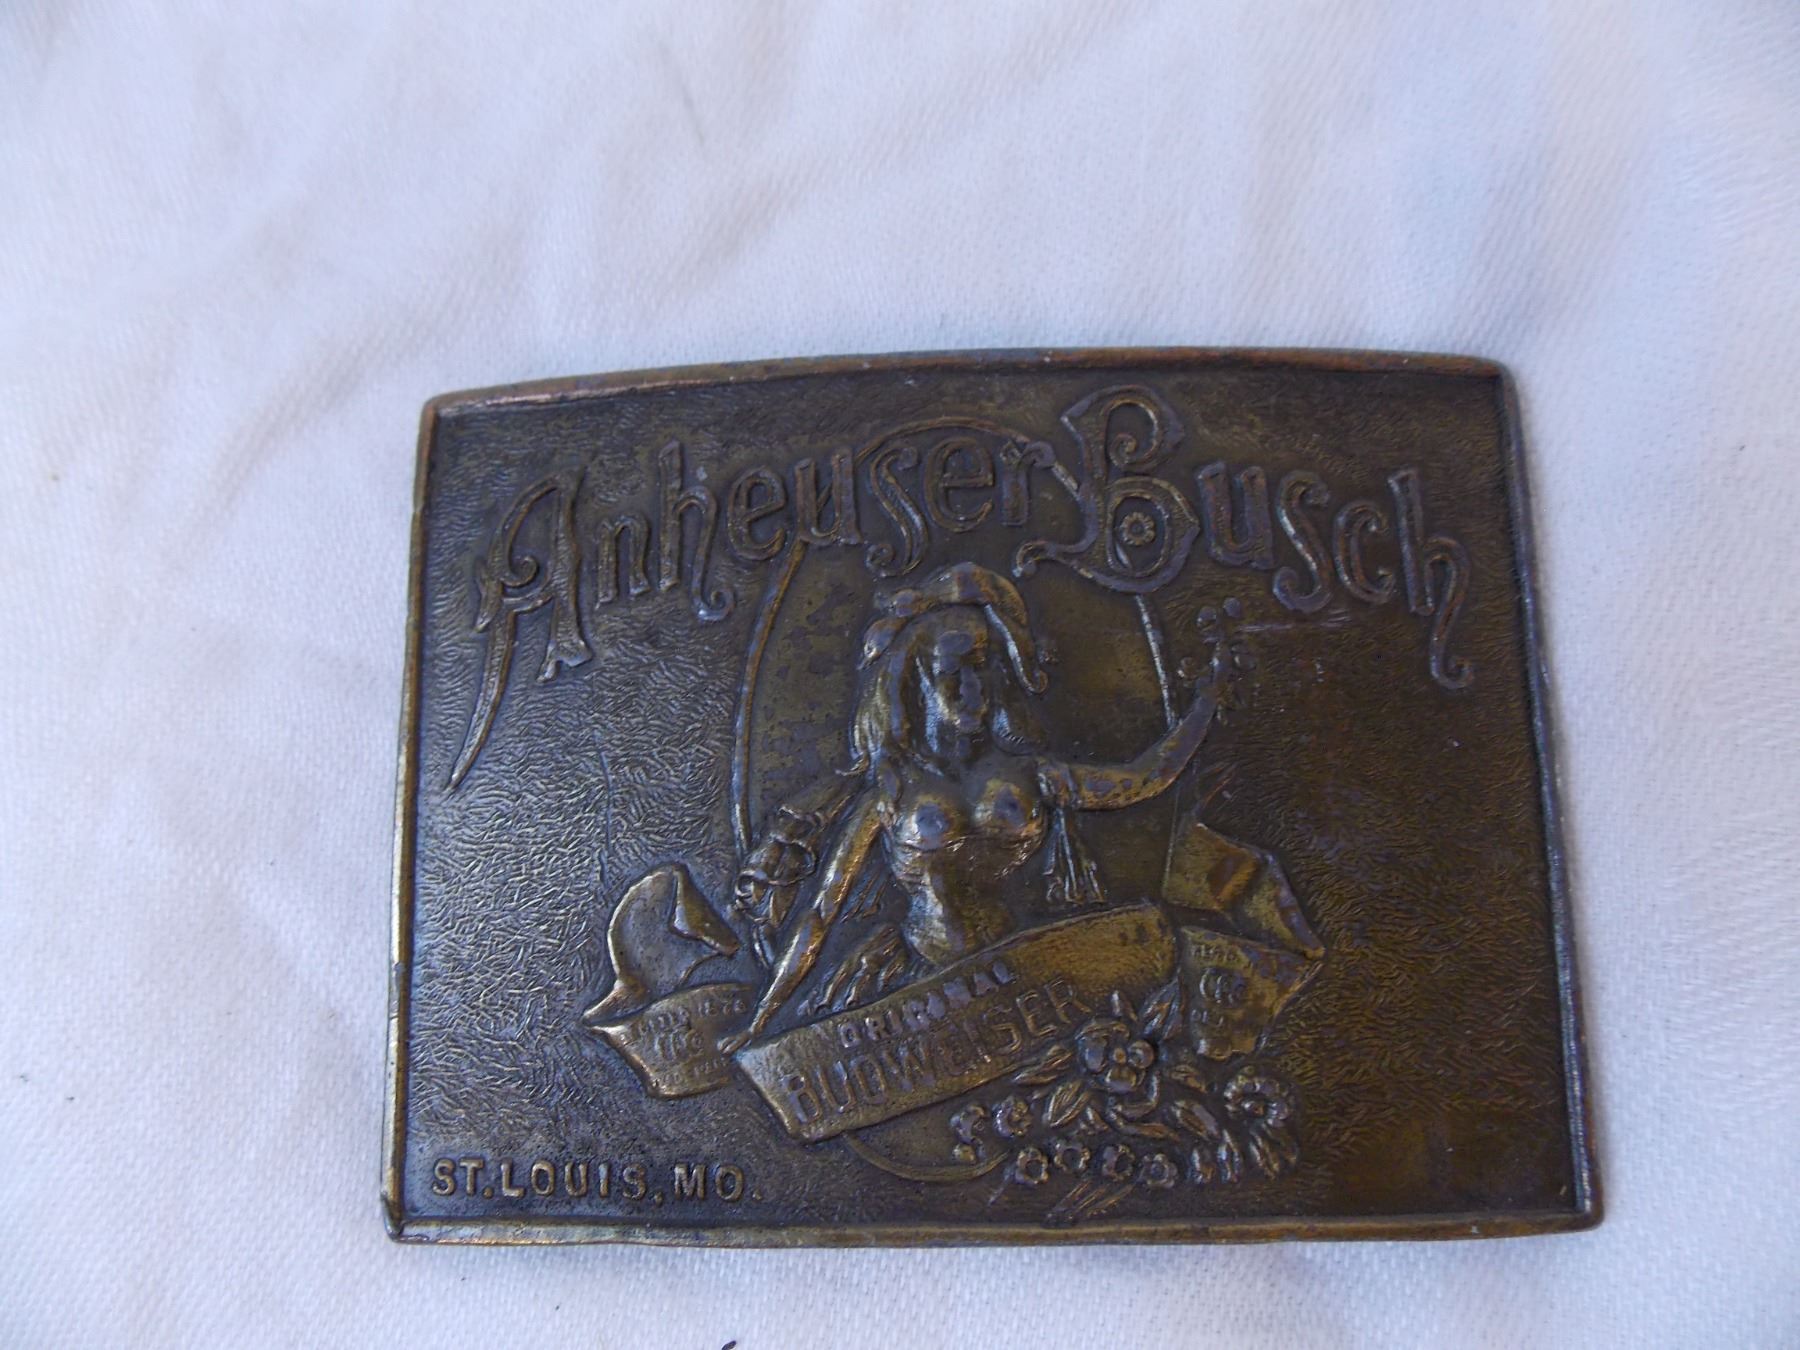 Anheuser Busch
ORIGINAL
BUDWEISER
ST. LOUIS, MO.